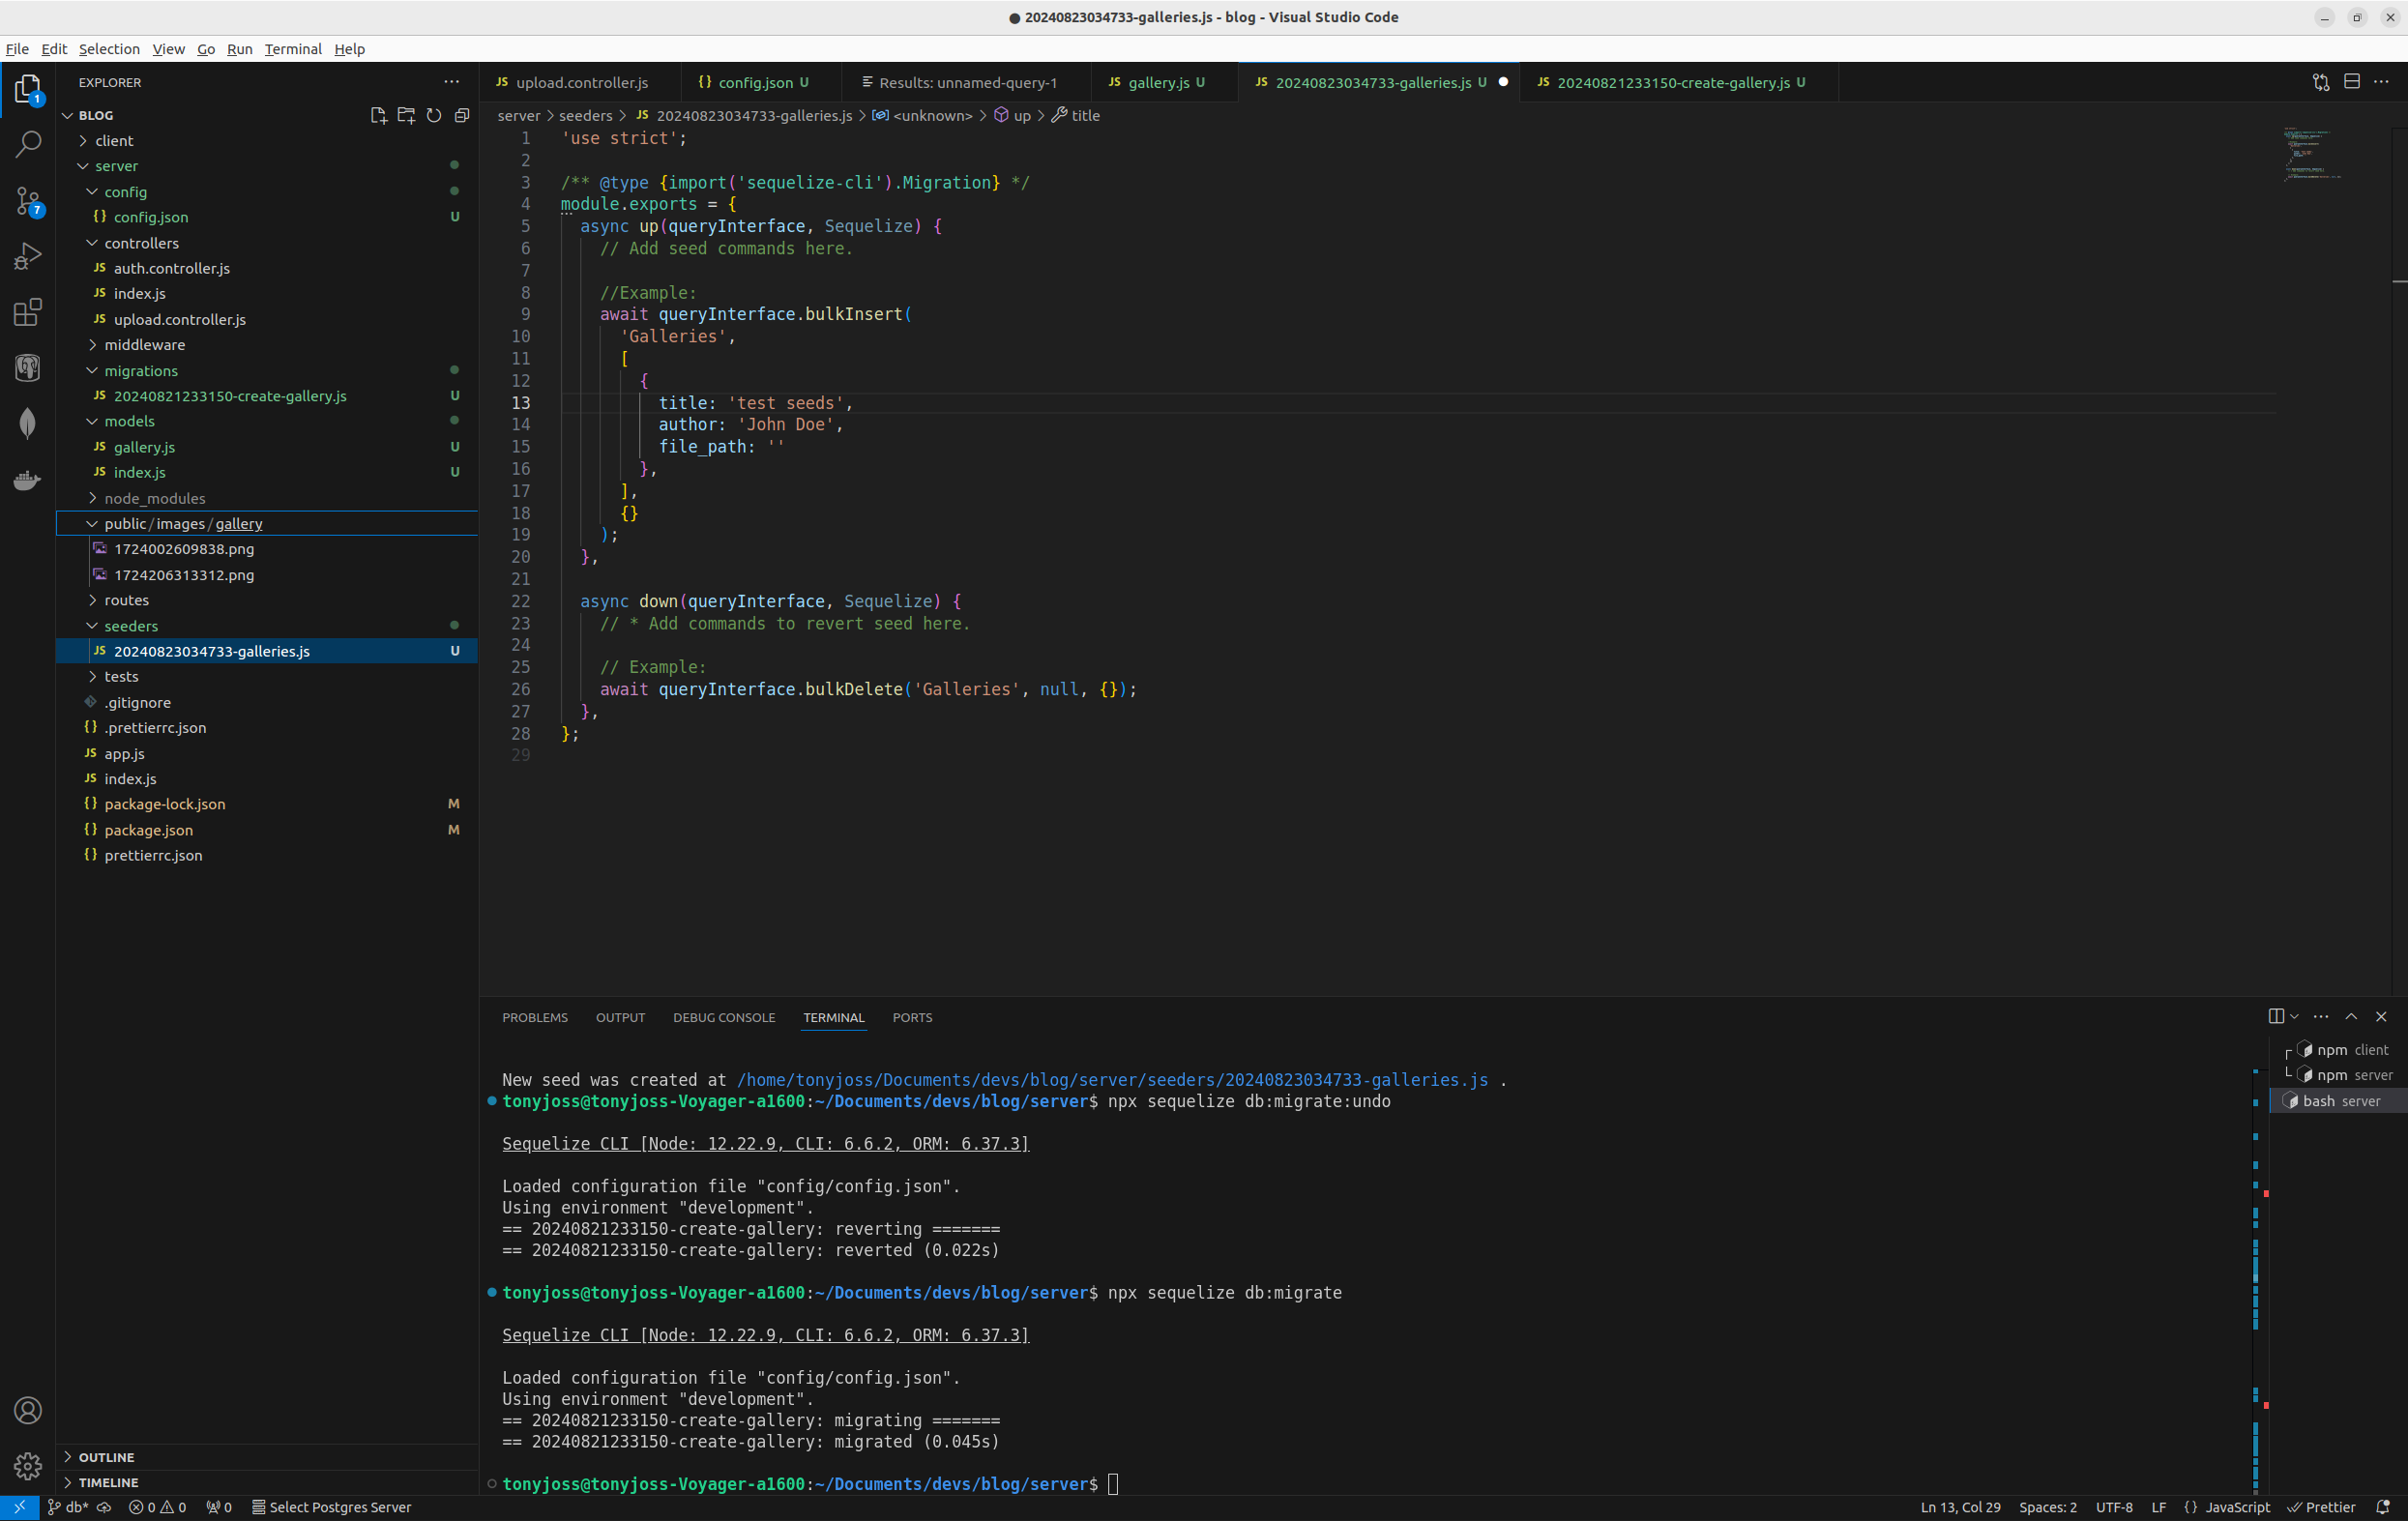 20240823034733-galleries.js - blog - Visual Studio Code
File Edit Selection View Go Run Terminal Help
EXPLORER
BLOG
client
server
config
config.json U
controllers
auth.controller.js
index.js
upload.controller.js
middleware
migrations
20240821233150-create-gallery.js U
models
gallery.js U
index.js U
node_modules
public/images/gallery
1724002609838.png
1724206313312.png
routes
seeders
20240823034733-galleries.js U
tests
.gitignore
.prettierrc.json
app.js
index.js
package-lock.json M
package.json M
prettierrc.json
OUTLINE
TIMELINE
1
7
JS upload.controller.js {} config.json U Results: unnamed-query-1 JS gallery.js U JS 20240823034733-galleries.js U JS 20240821233150-create-gallery.js U
server > seeders > JS 20240823034733-galleries.js > <unknown> > up > title
1 'use strict';
2
3 /** @type {import('sequelize-cli').Migration} */
4 module.exports = {
5 async up(queryInterface, Sequelize) {
6 // Add seed commands here.
7
8 //Example:
9 await queryInterface.bulkInsert(
10 'Galleries',
11 [
12 {
13 title: 'test seeds',
14 author: 'John Doe',
15 file_path: ''
16 },
17 ],
18 {}
19 );
20 },
21
22 async down(queryInterface, Sequelize) {
23 // * Add commands to revert seed here.
24
25 // Example:
26 await queryInterface.bulkDelete('Galleries', null, {});
27 },
28 };
29
PROBLEMS OUTPUT DEBUG CONSOLE TERMINAL PORTS
New seed was created at /home/tonyjoss/Documents/devs/blog/server/seeders/20240823034733-galleries.js .
tonyjoss@tonyjoss-Voyager-a1600:~/Documents/devs/blog/server$ npx sequelize db:migrate:undo
Sequelize CLI [Node: 12.22.9, CLI: 6.6.2, ORM: 6.37.3]
Loaded configuration file "config/config.json".
Using environment "development".
== 20240821233150-create-gallery: reverting =======
== 20240821233150-create-gallery: reverted (0.022s)
tonyjoss@tonyjoss-Voyager-a1600:~/Documents/devs/blog/server$ npx sequelize db:migrate
Sequelize CLI [Node: 12.22.9, CLI: 6.6.2, ORM: 6.37.3]
Loaded configuration file "config/config.json".
Using environment "development".
== 20240821233150-create-gallery: migrating =======
== 20240821233150-create-gallery: migrated (0.045s)
tonyjoss@tonyjoss-Voyager-a1600:~/Documents/devs/blog/server$
npm client
npm server
bash server
db* 0 0 0 Select Postgres Server
Ln 13, Col 29 Spaces: 2 UTF-8 LF {} JavaScript Prettier